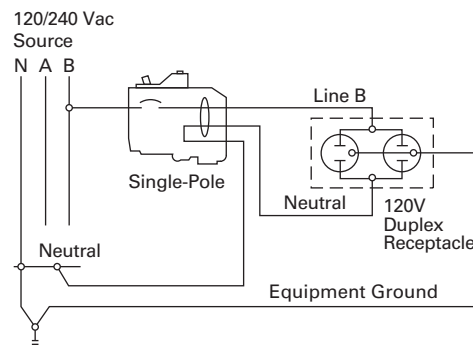 120/240 Vac
Source
N A B
Line B
Single-Pole
Neutral
120V
Duplex
Receptacle
Neutral
Equipment Ground